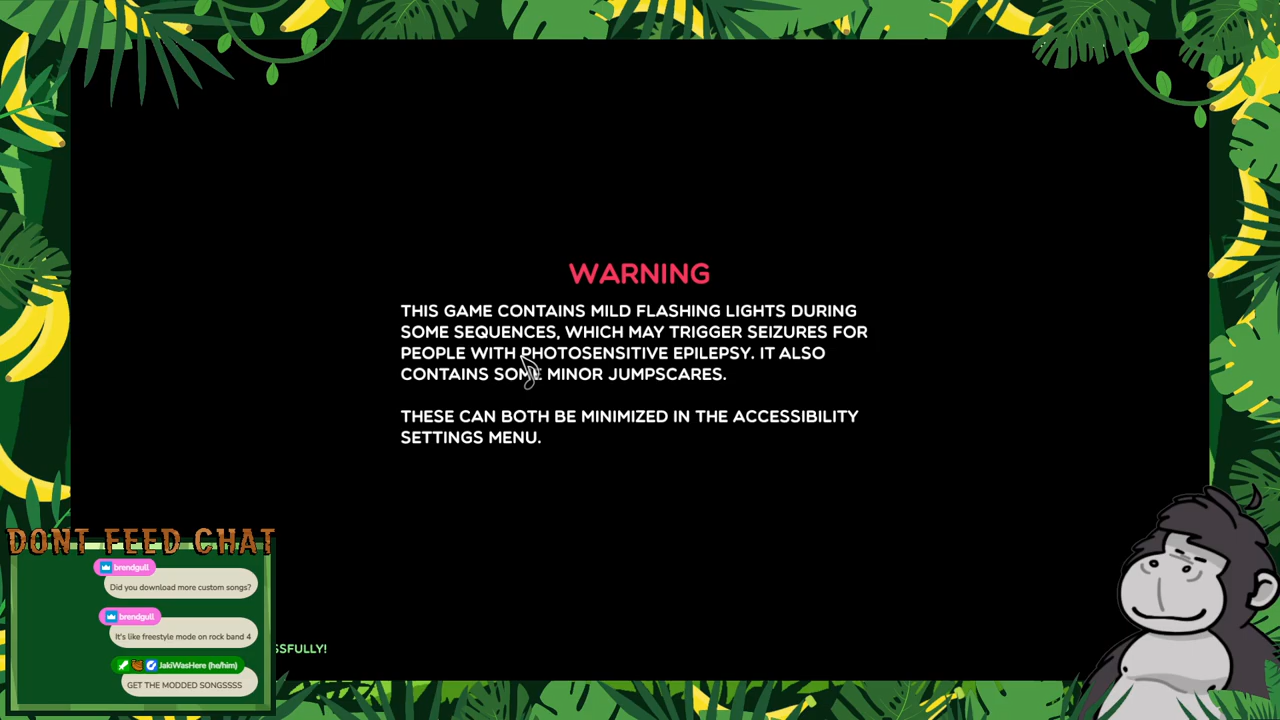 WARNING
THIS GAME CONTAINS MILD FLASHING LIGHTS DURING
SOME SEQUENCES, WHICH MAY TRIGGER SEIZURES FOR
PEOPLE WITH PHOTOSENSITIVE EPILEPSY. IT ALSO
CONTAINS SOME MINOR JUMPSCARES.
THESE CAN BOTH BE MINIMIZED IN THE ACCESSIBILITY
SETTINGS MENU.
DONT FEED CHAT
brendgull
Did you download more custom songs?
brendgull
It's like freestyle mode on rock band 4
SSFULLY!
JakiWasHere (he/him)
GET THE MODDED SONGSSSS